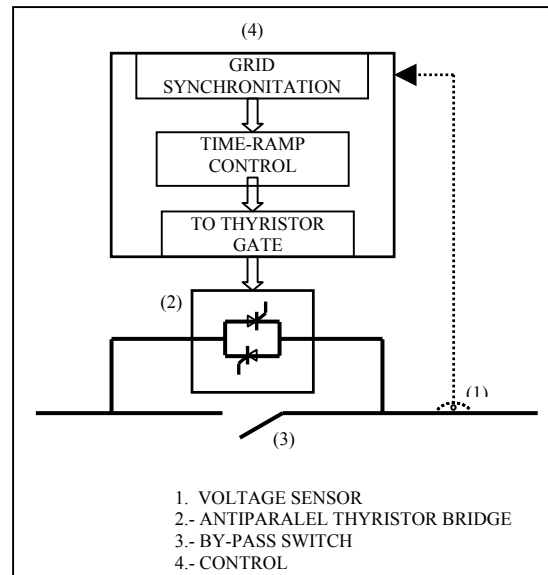 (4)
GRID
SYNCHRONITATION
TIME-RAMP
CONTROL
TO THYRISTOR
GATE
(2)
(1)
(3)
1. VOLTAGE SENSOR
2.- ANTIPARALEL THYRISTOR BRIDGE
3.- BY-PASS SWITCH
4.- CONTROL